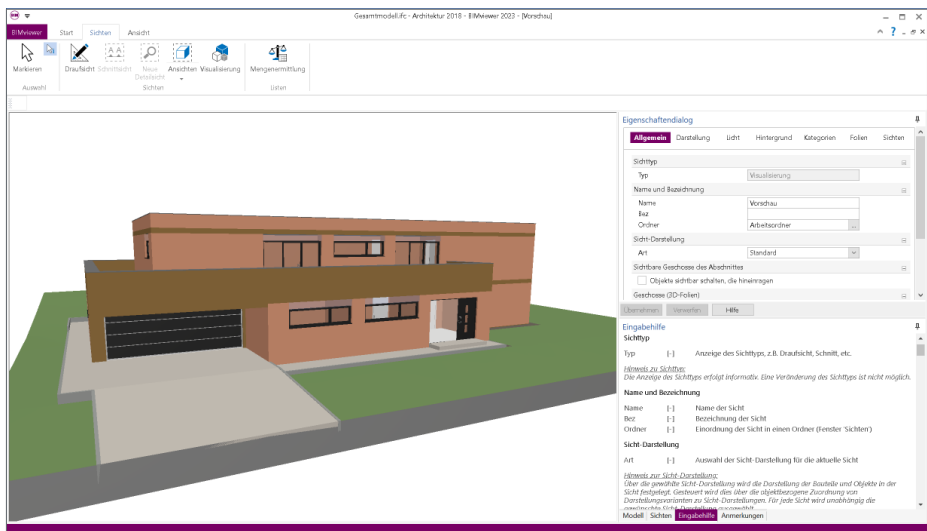 Gesamtmodell.ifc - Architektur 2018 - BIMviewer 2023 - [Vorschau]
BIMviewer Start Sichten Ansicht
Markieren
Draufsicht Schnittsicht Neue Detailsicht Ansichten Visualisierung
Mengenermittlung
Auswahl Sichten Listen
Eigenschaftendialog
Allgemein Darstellung Licht Hintergrund Kategorien Folien Sichten
Sichttyp
Typ Visualisierung
Name und Bezeichnung
Name Vorschau
Bez
Ordner Arbeitsordner ...
Sicht-Darstellung
Art Standard
Sichtbare Geschosse des Abschnittes
Objekte sichtbar schalten, die hineinragen
Geschosse (3D-Folien)
Übernehmen Verwerfen Hilfe
Eingabehilfe
Sichttyp
Typ [-] Anzeige des Sichttyps, z.B. Draufsicht, Schnitt, etc.
Hinweis zu Sichttyp:
Die Anzeige des Sichttyps erfolgt informativ. Eine Veränderung des Sichttyps ist nicht möglich.
Name und Bezeichnung
Name [-] Name der Sicht
Bez [-] Bezeichnung der Sicht
Ordner [-] Einordnung der Sicht in einen Ordner (Fenster 'Sichten')
Sicht-Darstellung
Art [-] Auswahl der Sicht-Darstellung für die aktuelle Sicht
Hinweis zur Sicht-Darstellung:
Über die gewählte Sicht-Darstellung wird die Darstellung der Bauteile und Objekte in der
Sicht festgelegt. Gesteuert wird dies über die objektbezogene Zuordnung von
Darstellungsvarianten zu Sicht-Darstellungen. Für jede Sicht wird unabhängig die
Modell Sichten Eingabehilfe Anmerkungen